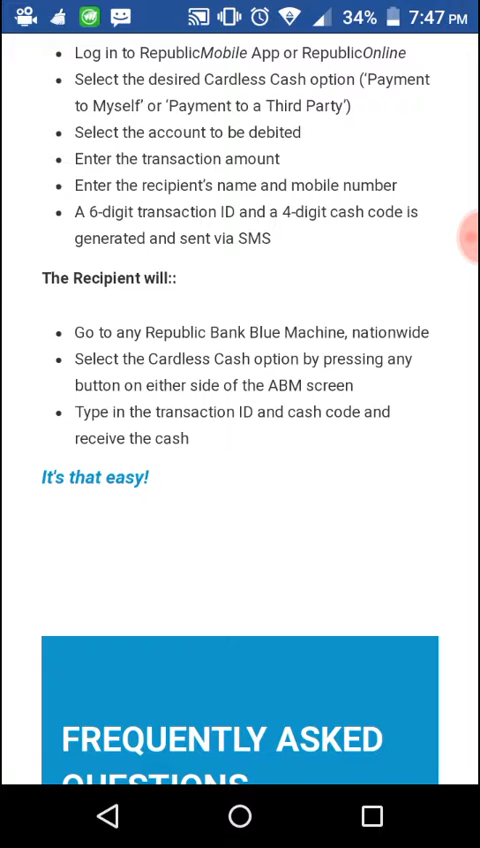 34% 7:47 PM
Log in to RepublicMobile App or RepublicOnline
Select the desired Cardless Cash option (‘Payment
to Myself’ or ‘Payment to a Third Party’)
Select the account to be debited
Enter the transaction amount
Enter the recipient's name and mobile number
A 6-digit transaction ID and a 4-digit cash code is
generated and sent via SMS
The Recipient will::
Go to any Republic Bank Blue Machine, nationwide
Select the Cardless Cash option by pressing any
button on either side of the ABM screen
Type in the transaction ID and cash code and
receive the cash
It's that easy!
FREQUENTLY ASKED
QUESTIONS